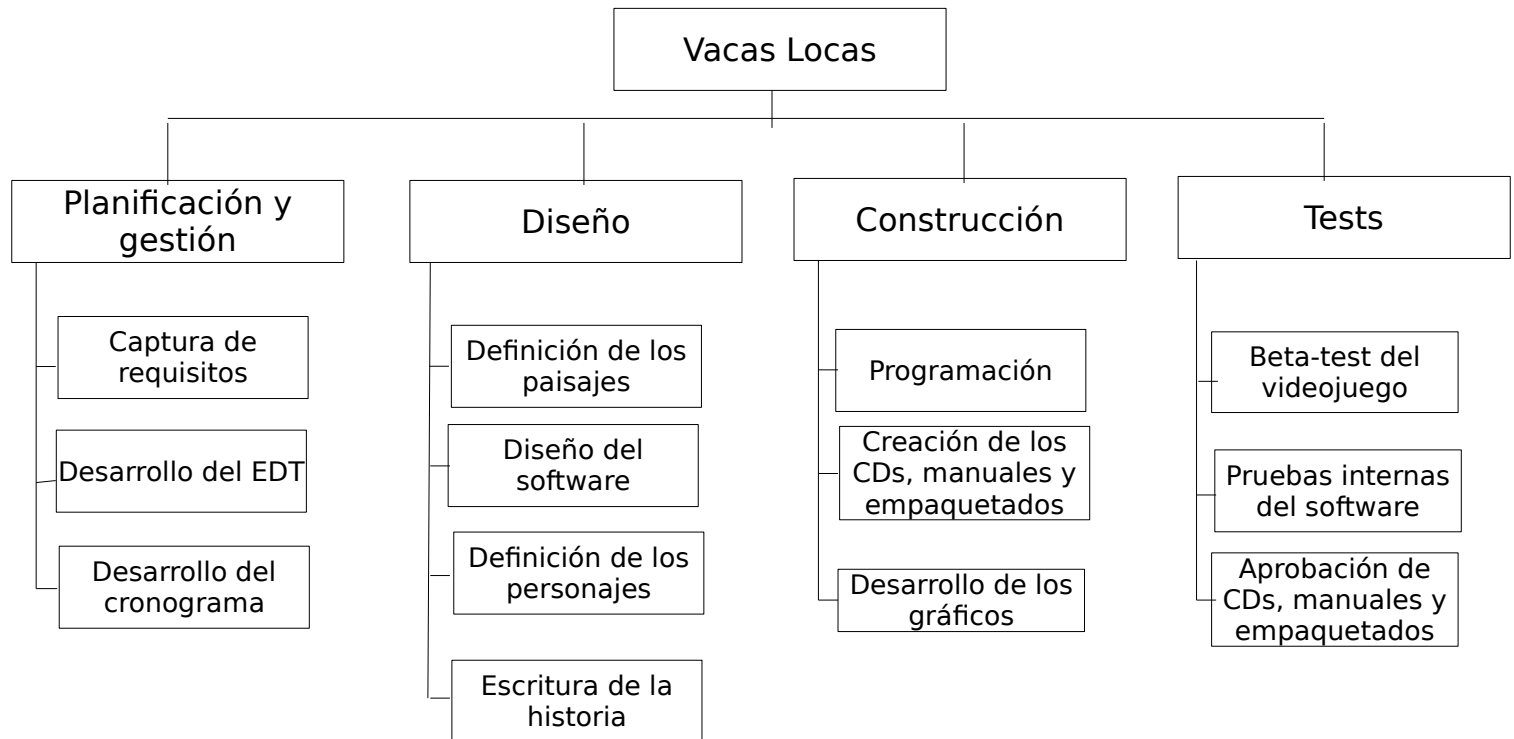 Vacas Locas
Planificación y
gestión
Captura de
requisitos
Desarrollo del EDT
Desarrollo del
cronograma
Diseño
Definición de los
paisajes
Diseño del
software
Definición de los
personajes
Escritura de la
historia
Construcción
Programación
Creación de los
CDs, manuales y
empaquetados
Desarrollo de los
gráficos
Tests
Beta-test del
videojuego
Pruebas internas
del software
Aprobación de
CDs, manuales y
empaquetados